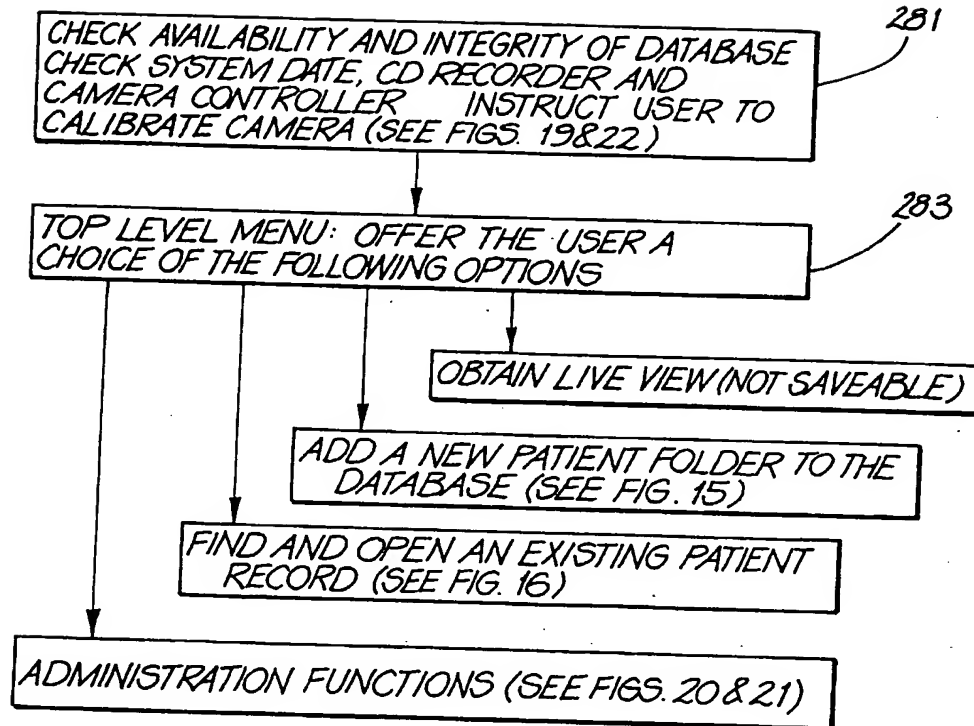 281
CHECK AVAILABILITY AND INTEGRITY OF DATABASE
CHECK SYSTEM DATE, CD RECORDER AND
CAMERA CONTROLLER INSTRUCT USER TO
CALIBRATE CAMERA (SEE FIGS. 19&22)
283
TOP LEVEL MENU: OFFER THE USER A
CHOICE OF THE FOLLOWING OPTIONS
OBTAIN LIVE VIEW (NOT SAVEABLE)
ADD A NEW PATIENT FOLDER TO THE
DATABASE (SEE FIG. 15)
FIND AND OPEN AN EXISTING PATIENT
RECORD (SEE FIG. 16)
ADMINISTRATION FUNCTIONS (SEE FIGS. 20 & 21)